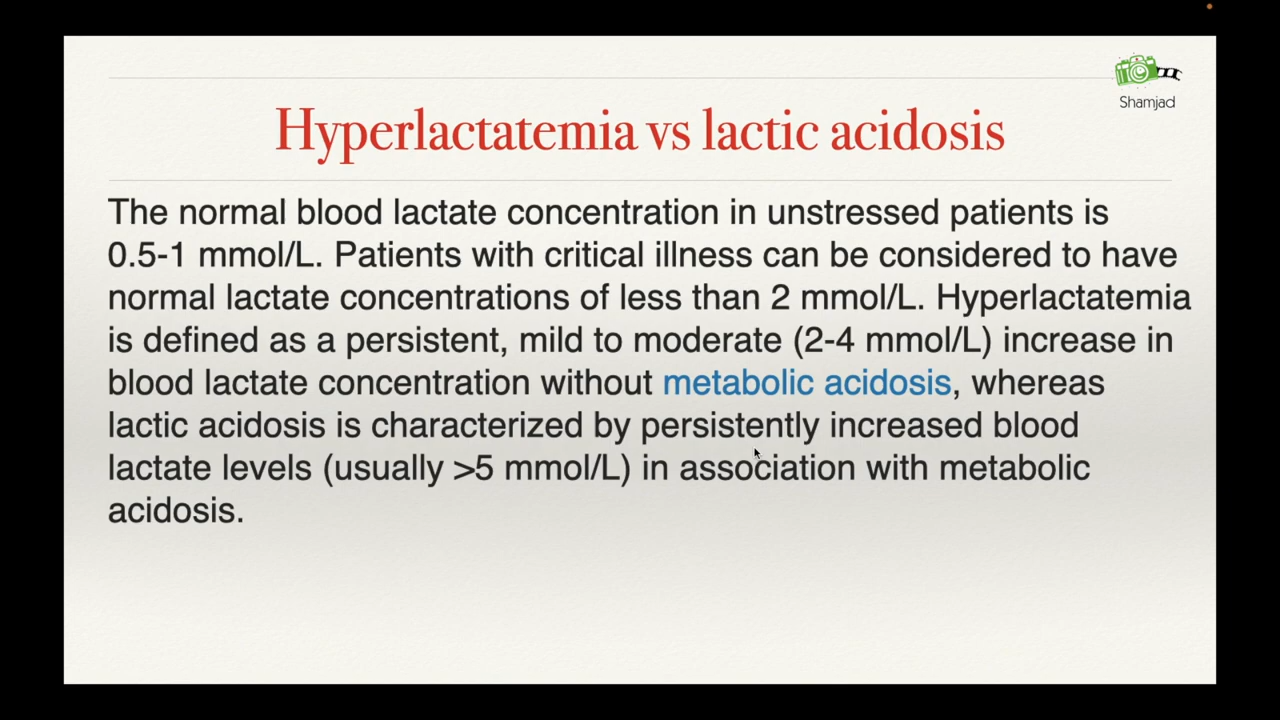 Shamjad
Hyperlactatemia vs lactic acidosis
The normal blood lactate concentration in unstressed patients is
0.5-1 mmol/L. Patients with critical illness can be considered to have
normal lactate concentrations of less than 2 mmol/L. Hyperlactatemia
is defined as a persistent, mild to moderate (2-4 mmol/L) increase in
blood lactate concentration without metabolic acidosis, whereas
lactic acidosis is characterized by persistently increased blood
lactate levels (usually >5 mmol/L) in association with metabolic
acidosis.